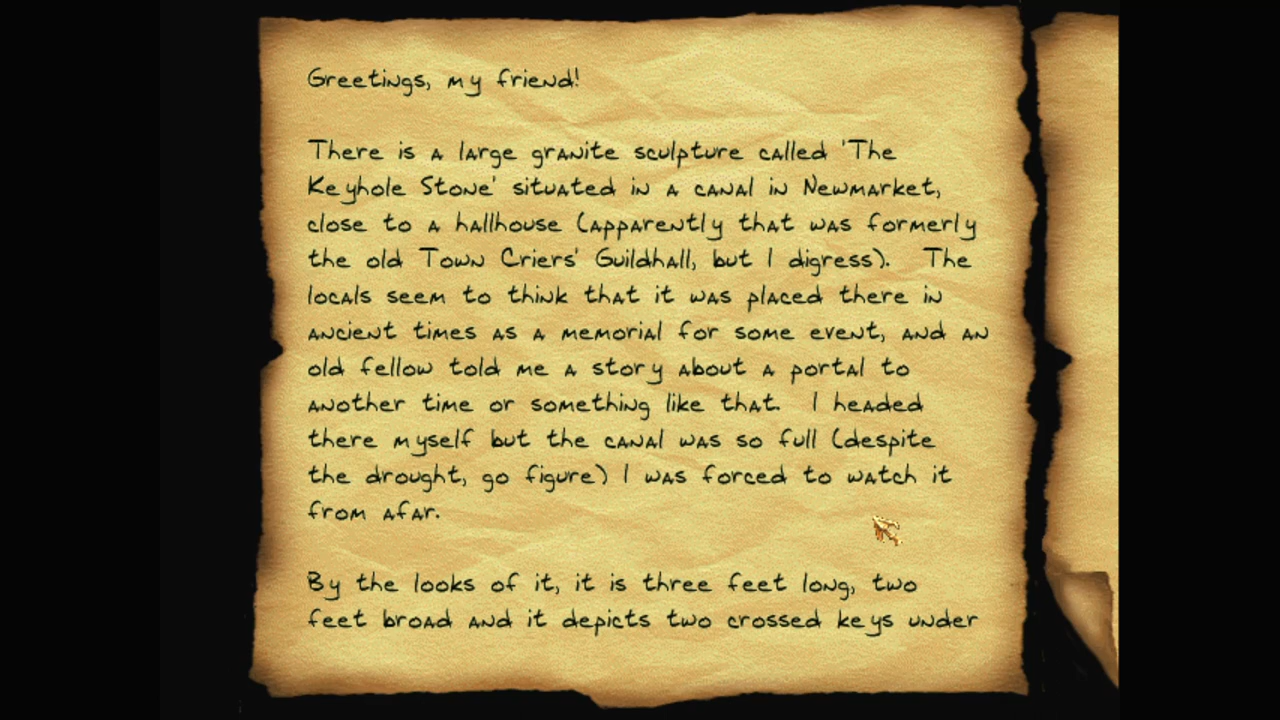 Greetings, my friend!
There is a large granite sculpture called 'The
Keyhole Stone' situated in a canal in Newmarket,
close to a hallhouse (apparently that was formerly
the old Town Criers' Guildhall, but I digress).  The
locals seem to think that it was placed there in
ancient times as a memorial for some event, and an
old fellow told me a story about a portal to
another time or something like that.  I headed
there myself but the canal was so full (despite
the drought, go figure) I was forced to watch it
from afar.
By the looks of it, it is three feet long, two
feet broad and it depicts two crossed keys under